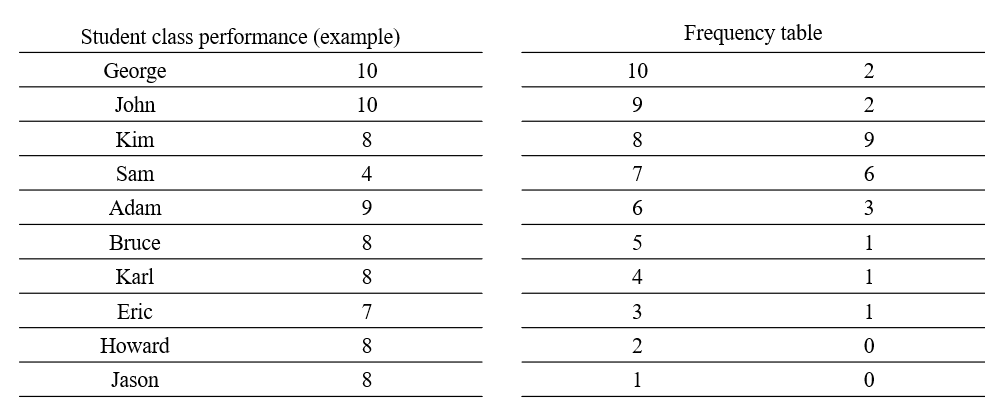 Student class performance (example)
George 10
John 10
Kim 8
Sam 4
Adam 9
Bruce 8
Karl 8
Eric 7
Howard 8
Jason 8
Frequency table
10 2
9 2
8 9
7 6
6 3
5 1
4 1
3 1
2 0
1 0